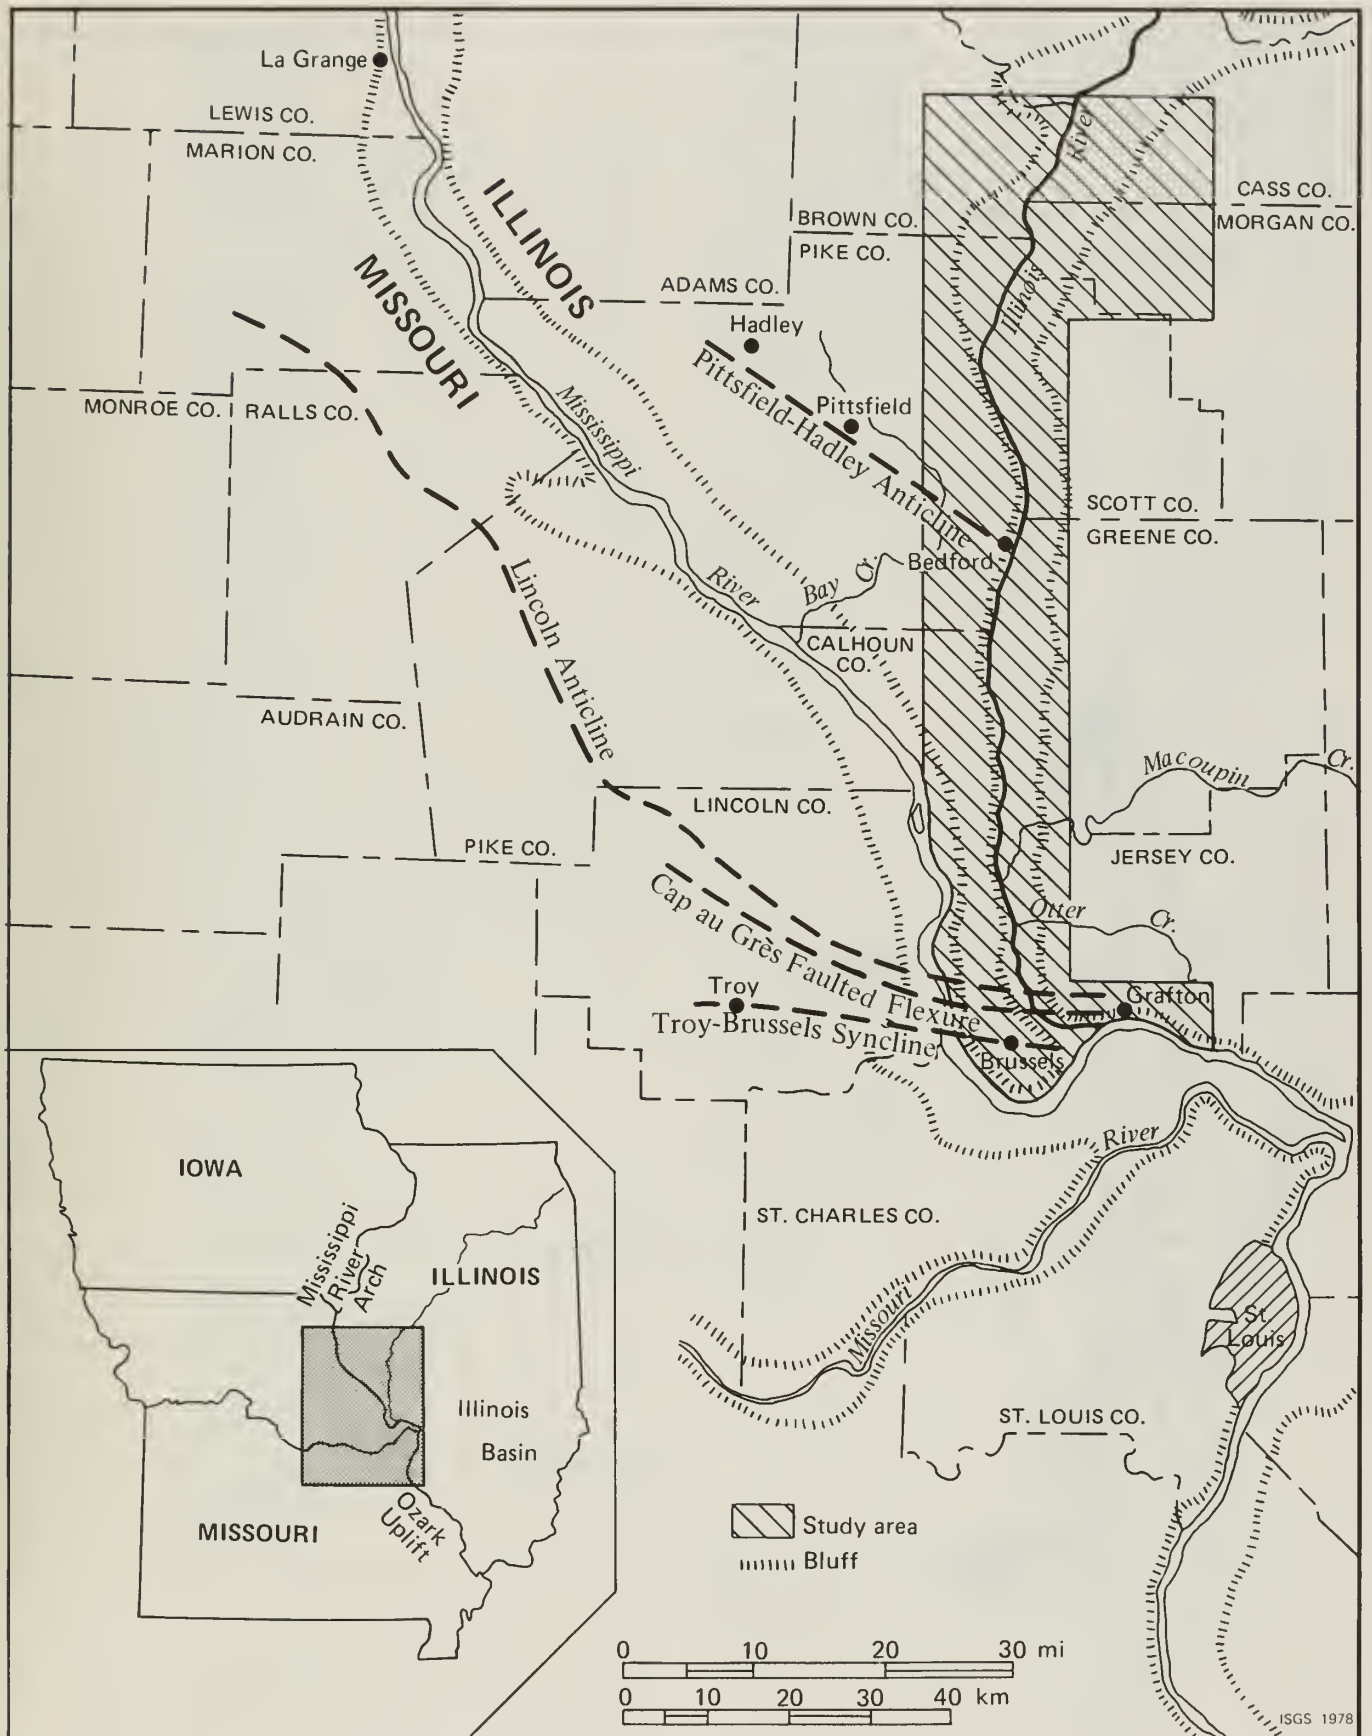 La Grange
LEWIS CO.
MARION CO.
ILLINOIS
MISSOURI
River
CASS CO.
MORGAN CO.
BROWN CO.
PIKE CO.
Illinois
ADAMS CO.
Hadley
Pittsfield-Hadley Anticline
Pittsfield
MONROE CO.
RALLS CO.
Mississippi
SCOTT CO.
GREENE CO.
Bedford
Lincoln Anticline
River
Bay Cr.
CALHOUN
CO.
AUDRAIN CO.
Macoupin Cr.
LINCOLN CO.
PIKE CO.
JERSEY CO.
Otter Cr.
Cap au Grès Faulted Flexure
Troy
Grafton
Troy-Brussels Syncline
Brussels
River
ST. CHARLES CO.
Missouri
St
Louis
ST. LOUIS CO.
IOWA
Mississippi
River
Arch
ILLINOIS
Illinois
Basin
Ozark
Uplift
MISSOURI
Study area
Bluff
0 10 20 30 mi
0 10 20 30 40 km
ISGS 1978